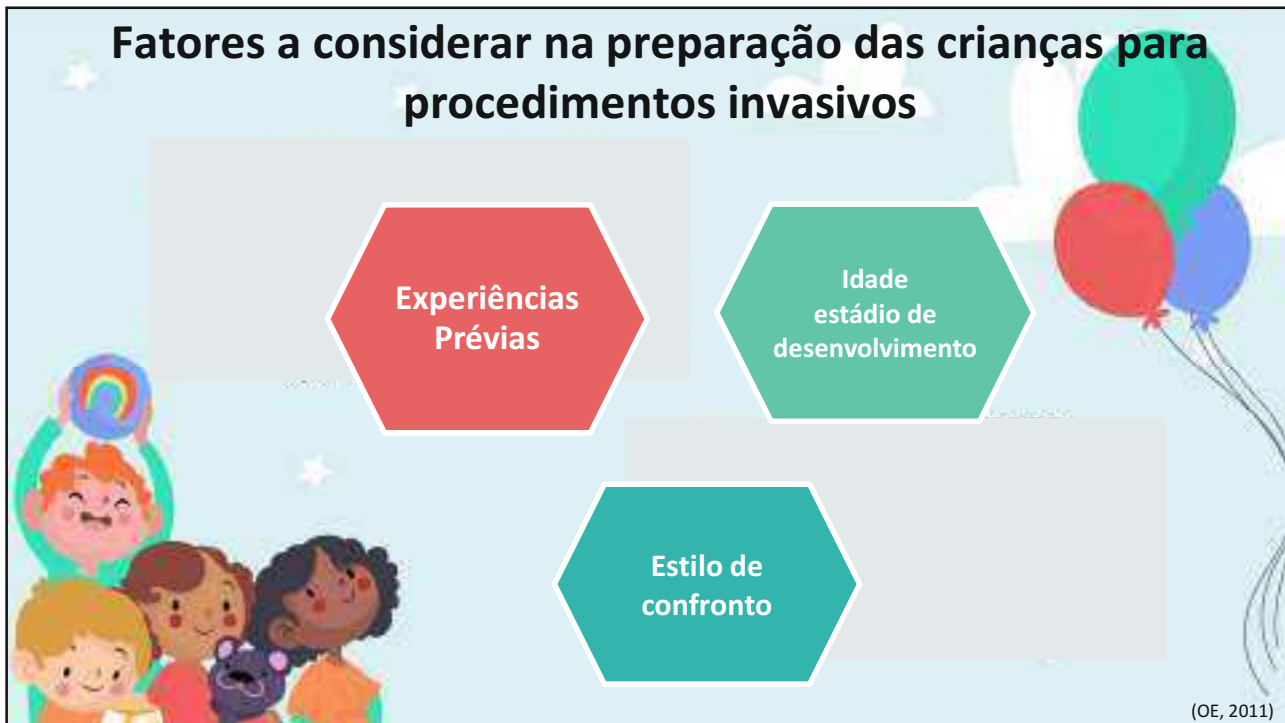 Fatores a considerar na preparação das crianças para
procedimentos invasivos
Experiências
Prévias
Idade
estádio de
desenvolvimento
Estilo de
confronto
(OE, 2011)